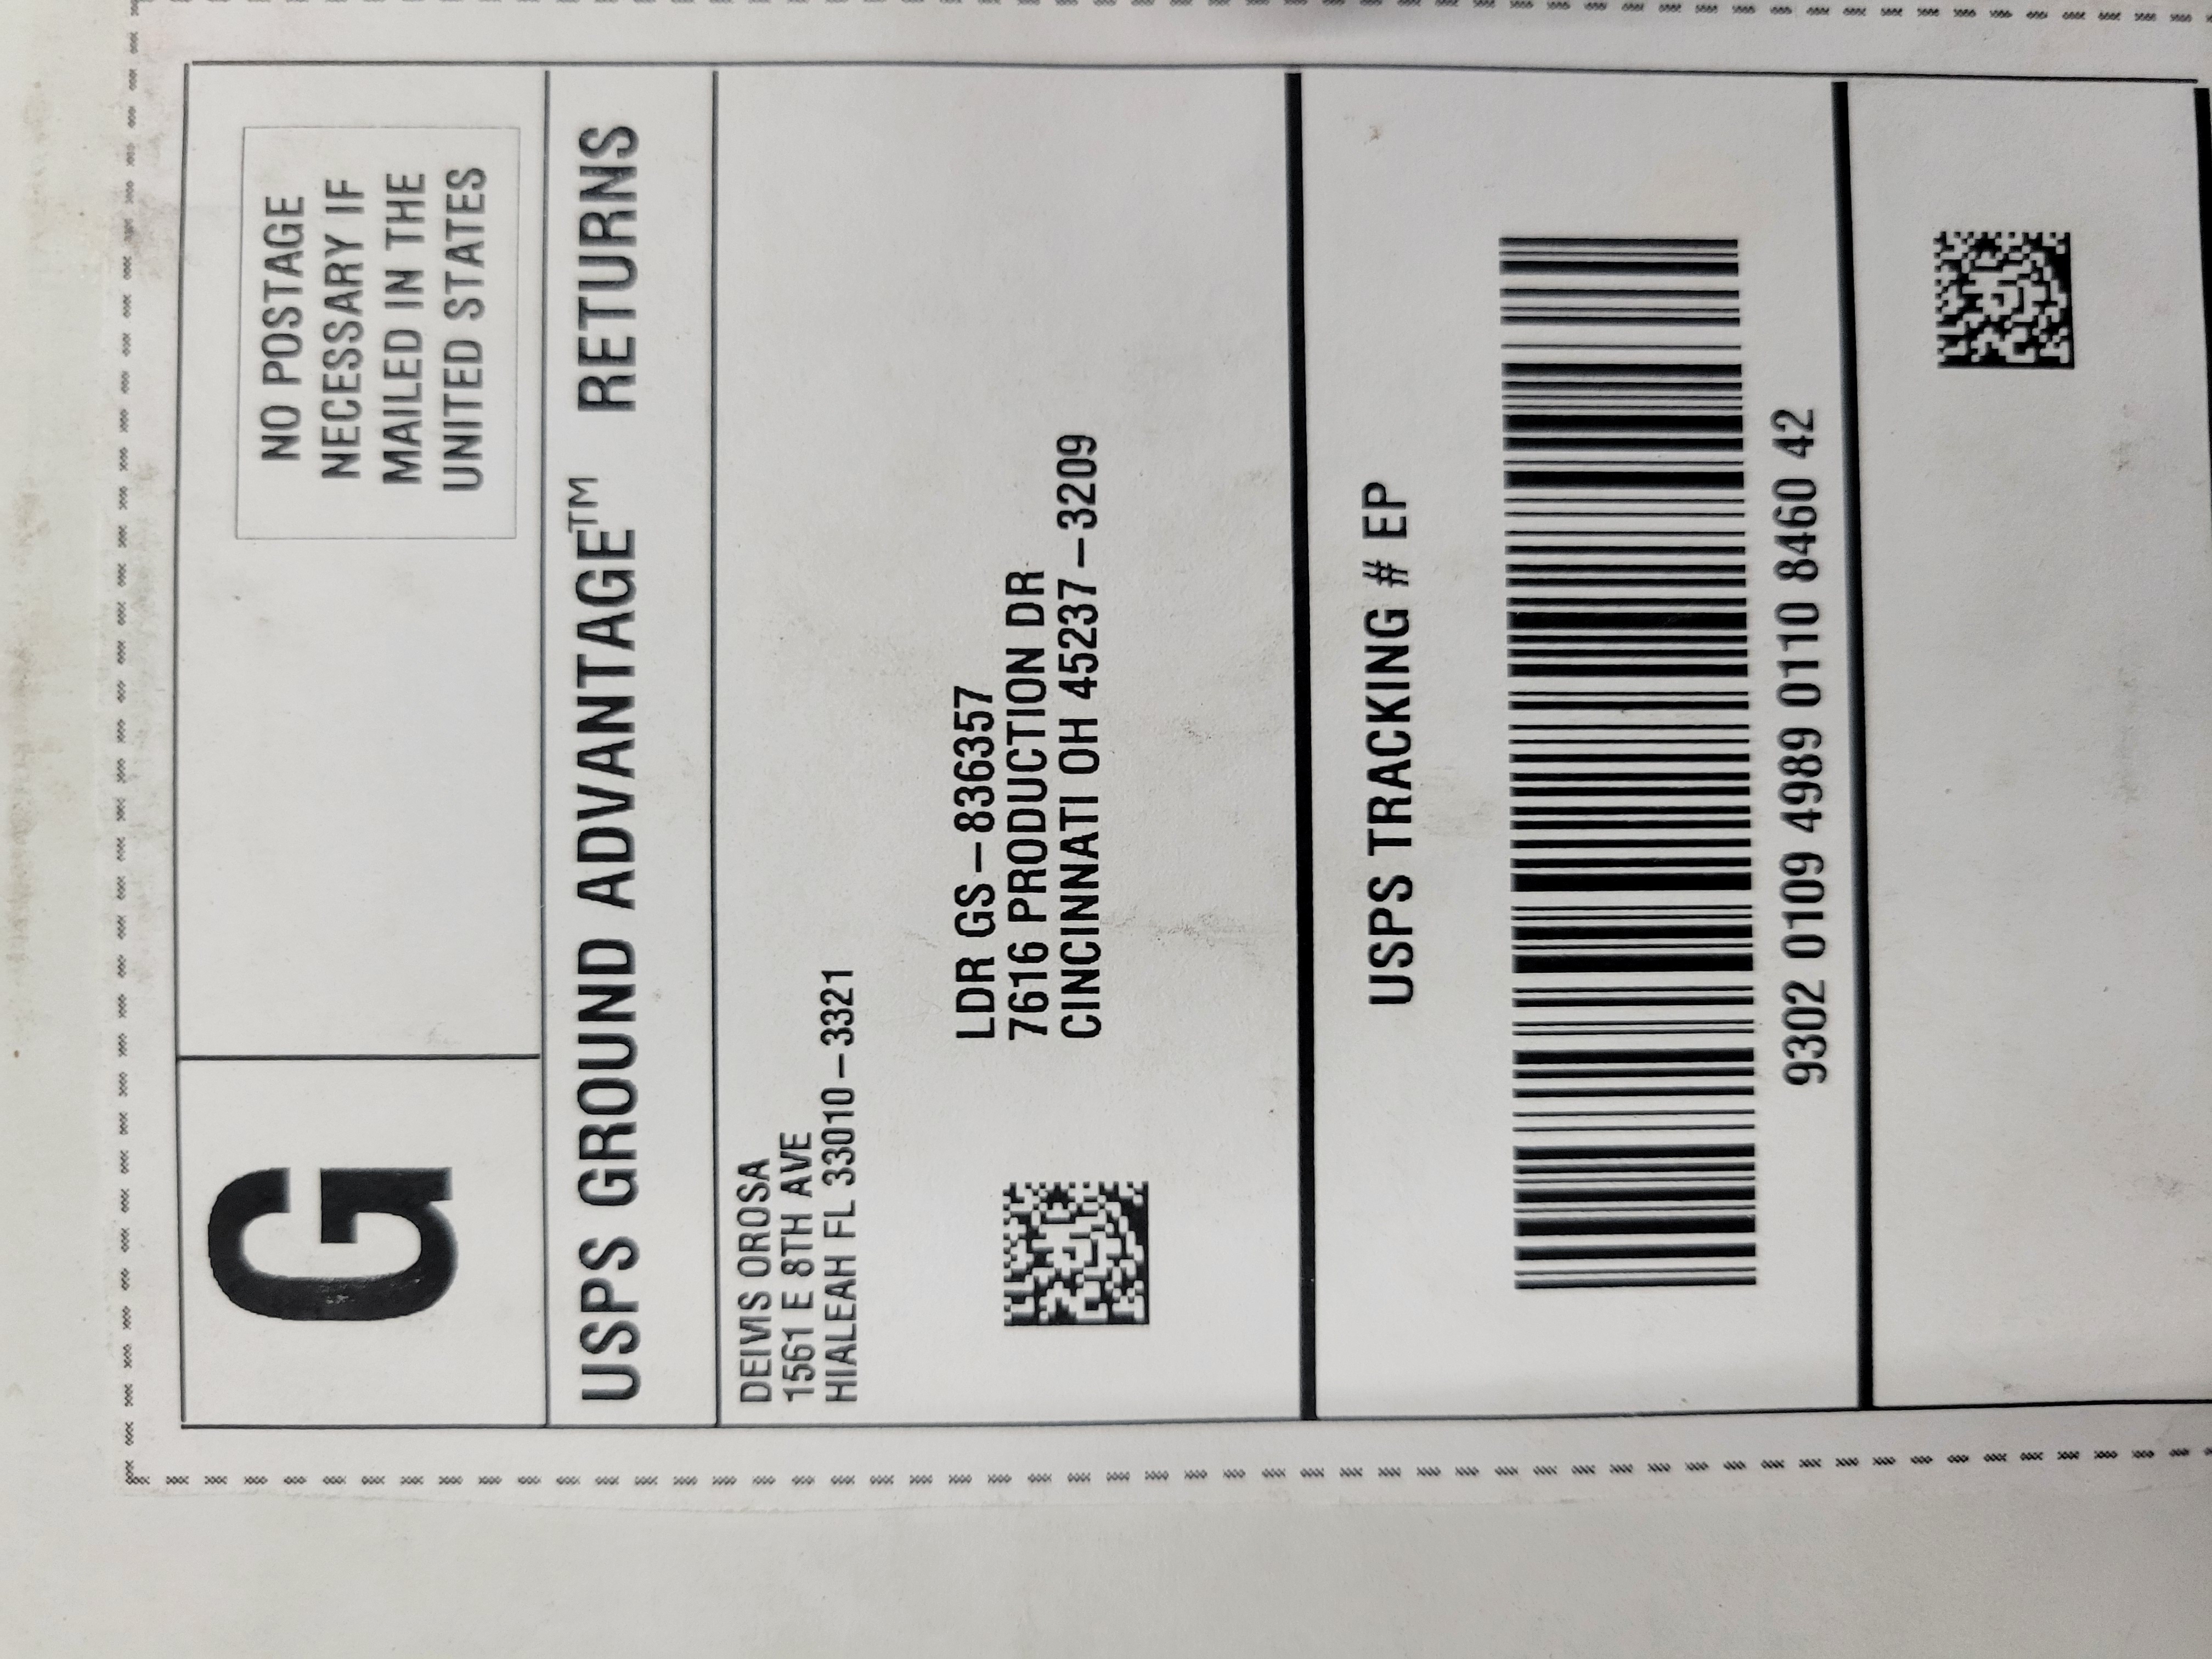 G
NO POSTAGE
NECESSARY IF
MAILED IN THE
UNITED STATES
USPS GROUND ADVANTAGE™ RETURNS
DEIVIS OROSA
1561 E 8TH AVE
HIALEAH FL 33010-3321
LDR GS-836357
7616 PRODUCTION DR
CINCINNATI OH 45237-3209
USPS TRACKING # EP
9302 0109 4989 0110 8460 42